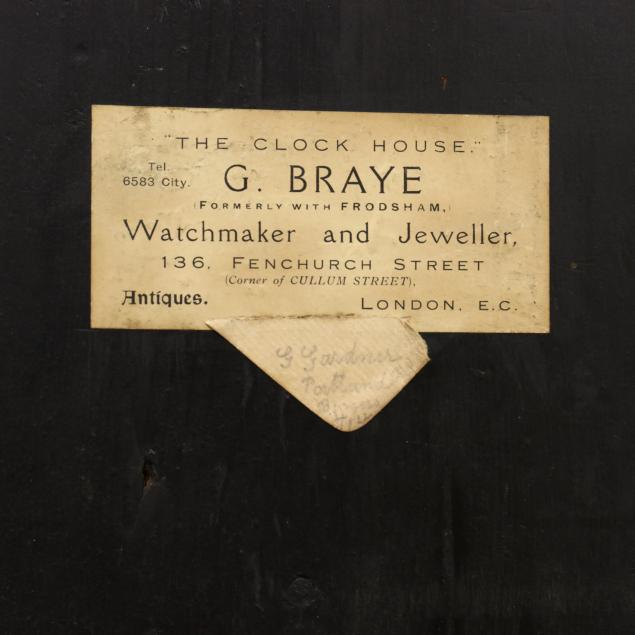 "THE CLOCK HOUSE."
Tel.
6583 City.
G. BRAYE
(FORMERLY WITH FRODSHAM,)
Watchmaker and Jeweller,
136, FENCHURCH STREET
(Corner of CULLUM STREET),
Antiques.
LONDON, E.C.
G Gardner
Portland